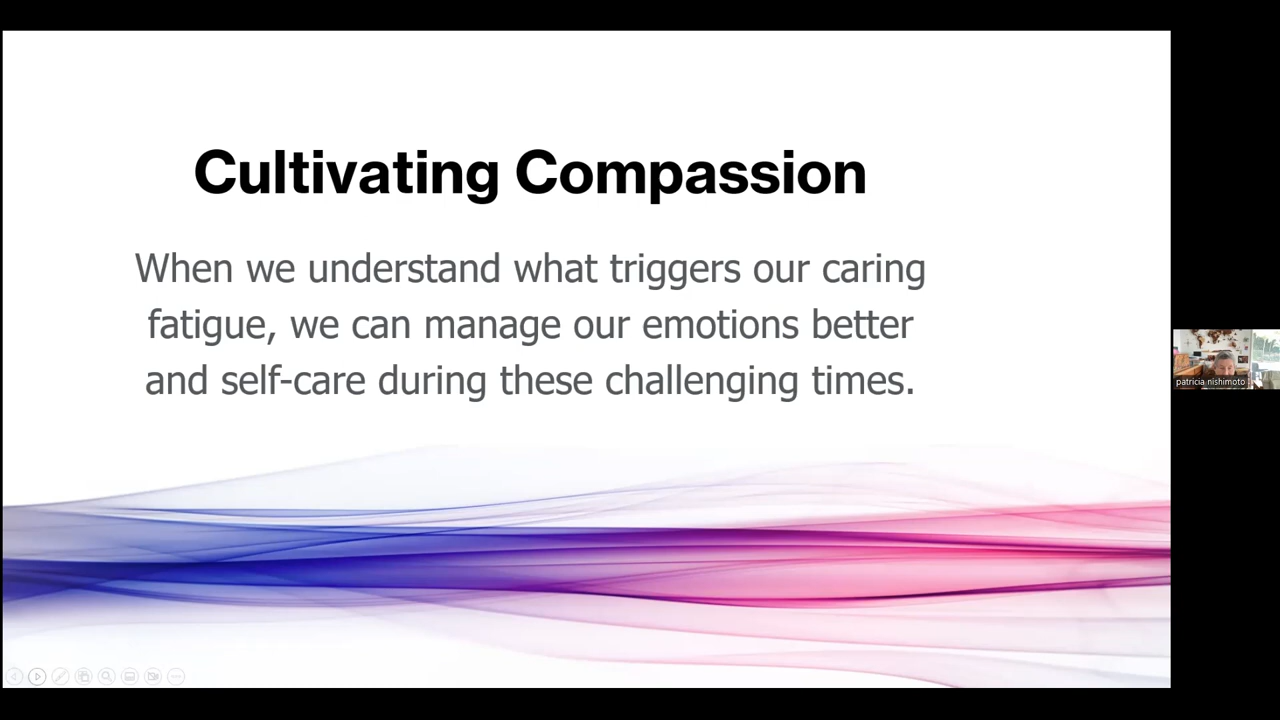 Cultivating Compassion
When we understand what triggers our caring
fatigue, we can manage our emotions better
and self-care during these challenging times.
patricia nishimoto